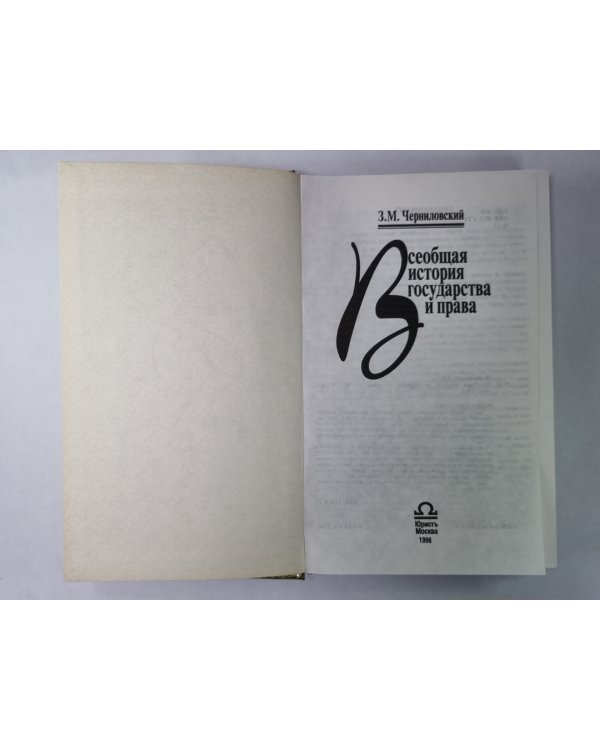 З.М. Черниловский
Всеобщая
история
государства
и права
Юристъ
Москва
1996